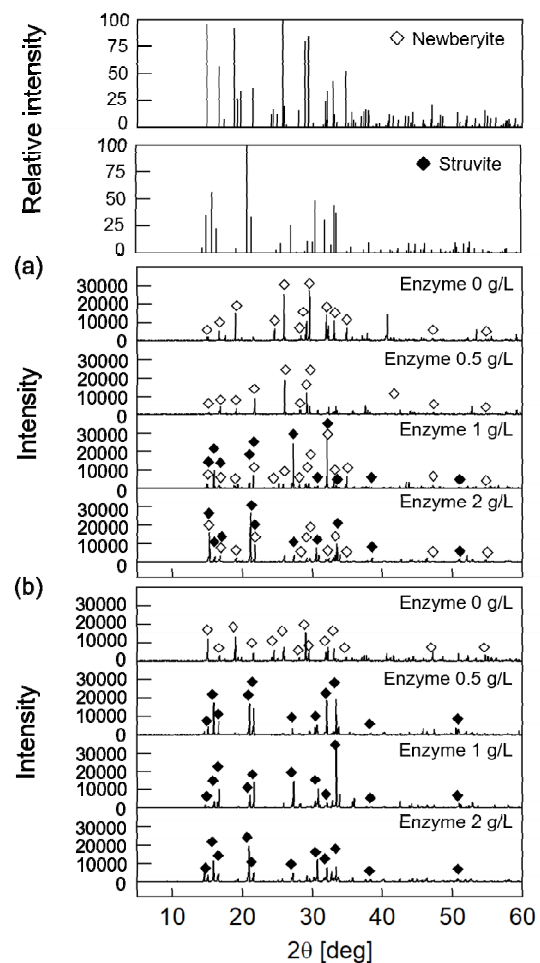 Relative intensity
100
75
50
25
0
Newberyite
100
75
50
25
0
Struvite
(a)
Intensity
30000
20000
10000
0
Enzyme 0 g/L
30000
20000
10000
0
Enzyme 0.5 g/L
30000
20000
10000
0
Enzyme 1 g/L
30000
20000
10000
0
Enzyme 2 g/L
(b)
Intensity
30000
20000
10000
0
Enzyme 0 g/L
30000
20000
10000
0
Enzyme 0.5 g/L
30000
20000
10000
0
Enzyme 1 g/L
30000
20000
10000
0
Enzyme 2 g/L
10 20 30 40 50 60
2θ [deg]